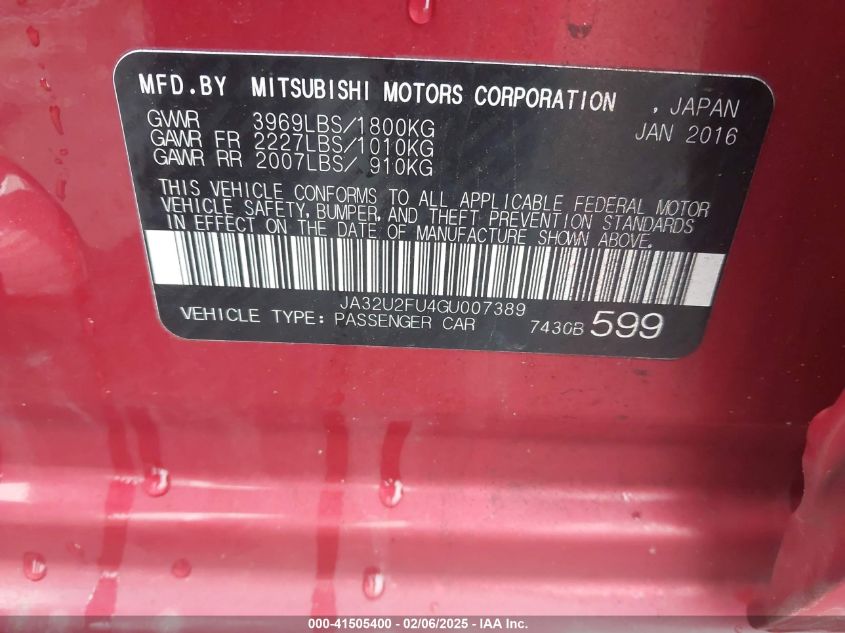 MFD.BY MITSUBISHI MOTORS CORPORATION , JAPAN
JAN 2016
GVWR 3969LBS/1800KG
GAWR FR 2227LBS/1010KG
GAWR RR 2007LBS/ 910KG
THIS VEHICLE CONFORMS TO ALL APPLICABLE FEDERAL MOTOR
VEHICLE SAFETY, BUMPER, AND THEFT PREVENTION STANDARDS
IN EFFECT ON THE DATE OF MANUFACTURE SHOWN ABOVE.
JA32U2FU4GU007389
VEHICLE TYPE: PASSENGER CAR 7430B 599
000-41505400 - 02/06/2025 - IAA, Inc.